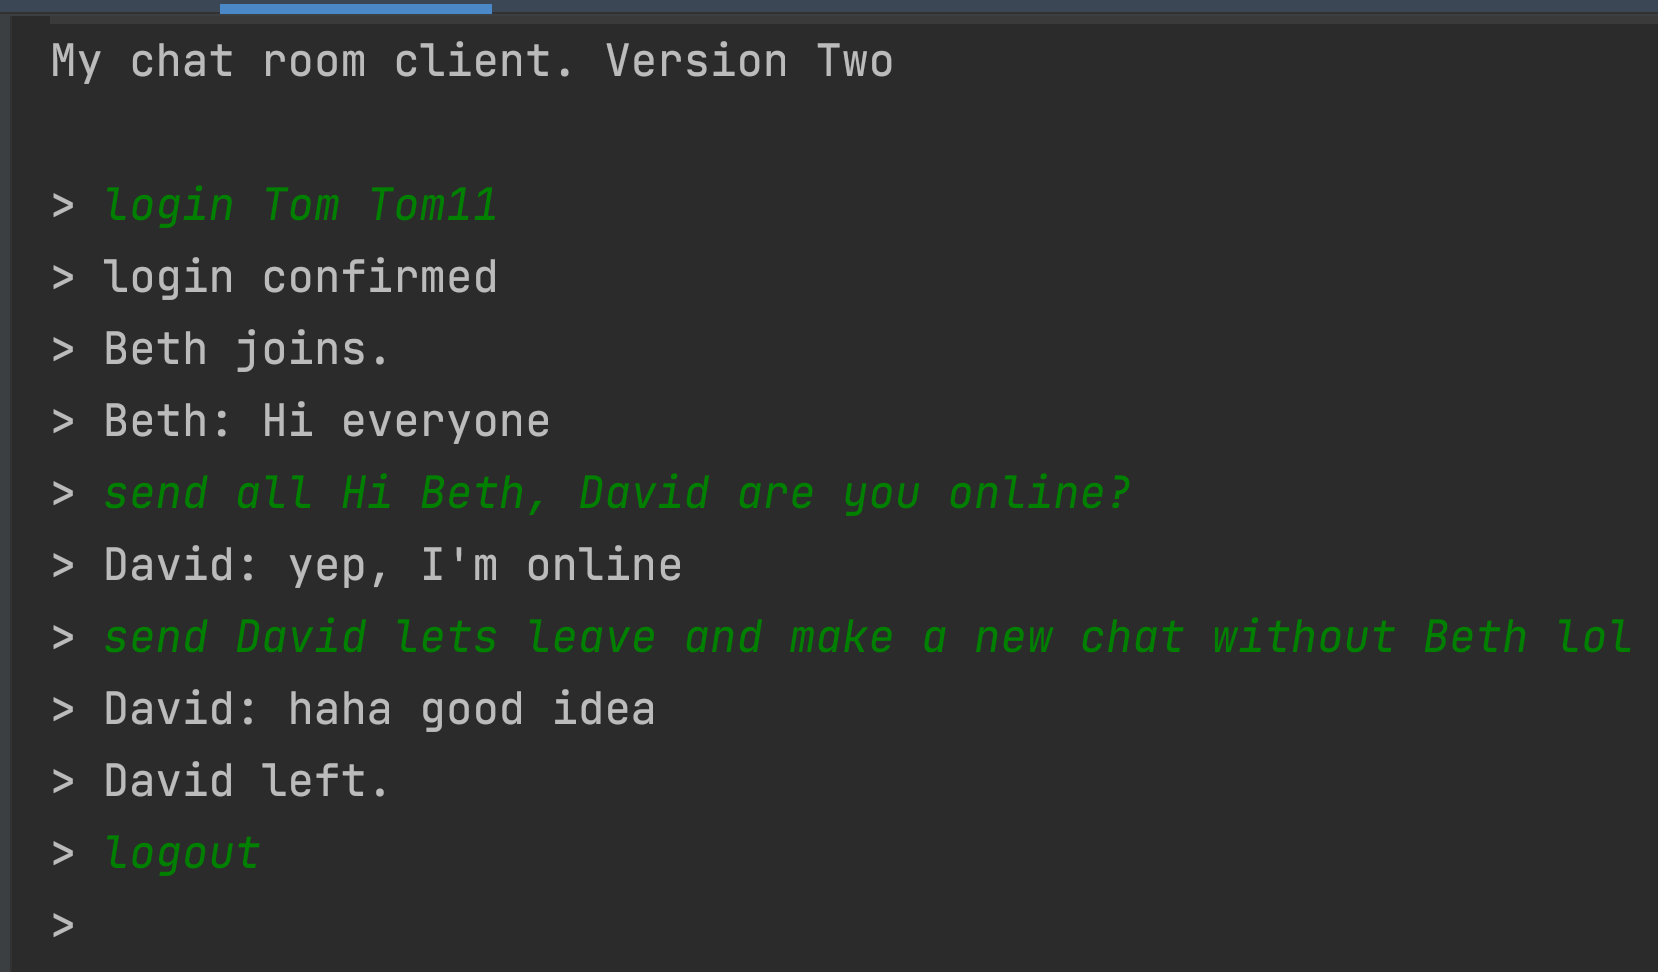 My chat room client. Version Two
> login Tom Tom11
> login confirmed
> Beth joins.
> Beth: Hi everyone
> send all Hi Beth, David are you online?
> David: yep, I'm online
> send David lets leave and make a new chat without Beth lol
> David: haha good idea
> David left.
> logout
>